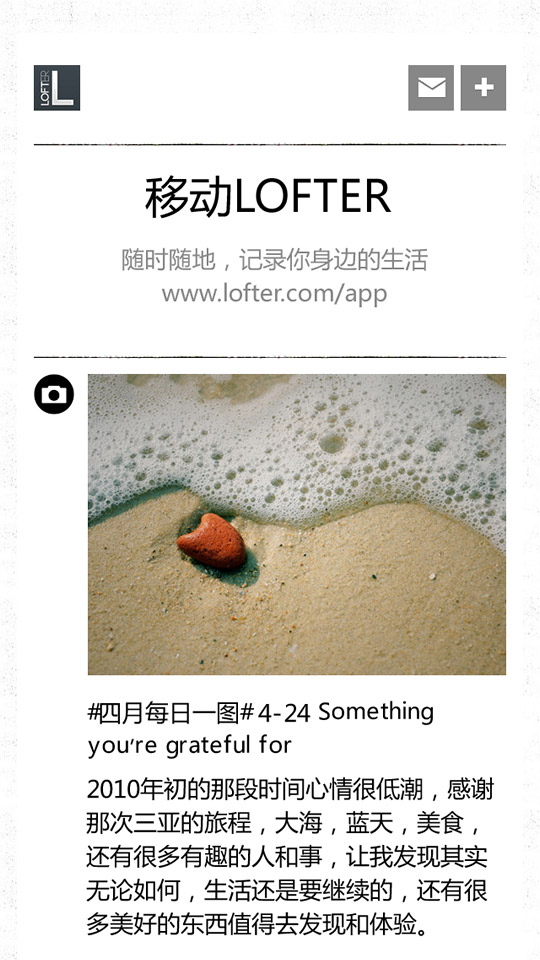 LOFTER
L
移动LOFTER
随时随地，记录你身边的生活
www.lofter.com/app
#四月每日一图# 4-24 Something
you're grateful for
2010年初的那段时间心情很低潮，感谢
那次三亚的旅程，大海，蓝天，美食，
还有很多有趣的人和事，让我发现其实
无论如何，生活还是要继续的，还有很
多美好的东西值得去发现和体验。